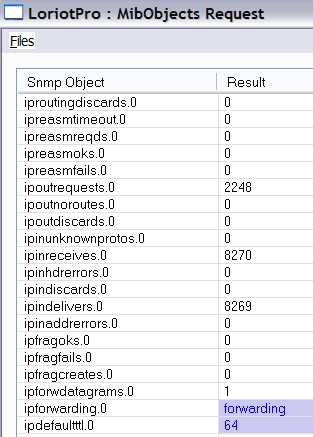 LoriotPro : MibObjects Request
Files
Snmp Object Result
iproutingdiscards.0 0
ipreasmtimeout.0 0
ipreasmreqds.0 0
ipreasmoks.0 0
ipreasmfails.0 0
ipoutrequests.0 2248
ipoutnoroutes.0 0
ipoutdiscards.0 0
ipinunknownprotos.0 0
ipinreceives.0 8270
ipinhdrerrors.0 0
ipindiscards.0 0
ipindelivers.0 8269
ipinaddrerrors.0 0
ipfragoks.0 0
ipfragfails.0 0
ipfragcreates.0 0
ipforwdatagrams.0 1
ipforwarding.0 forwarding
ipdefaultttl.0 64